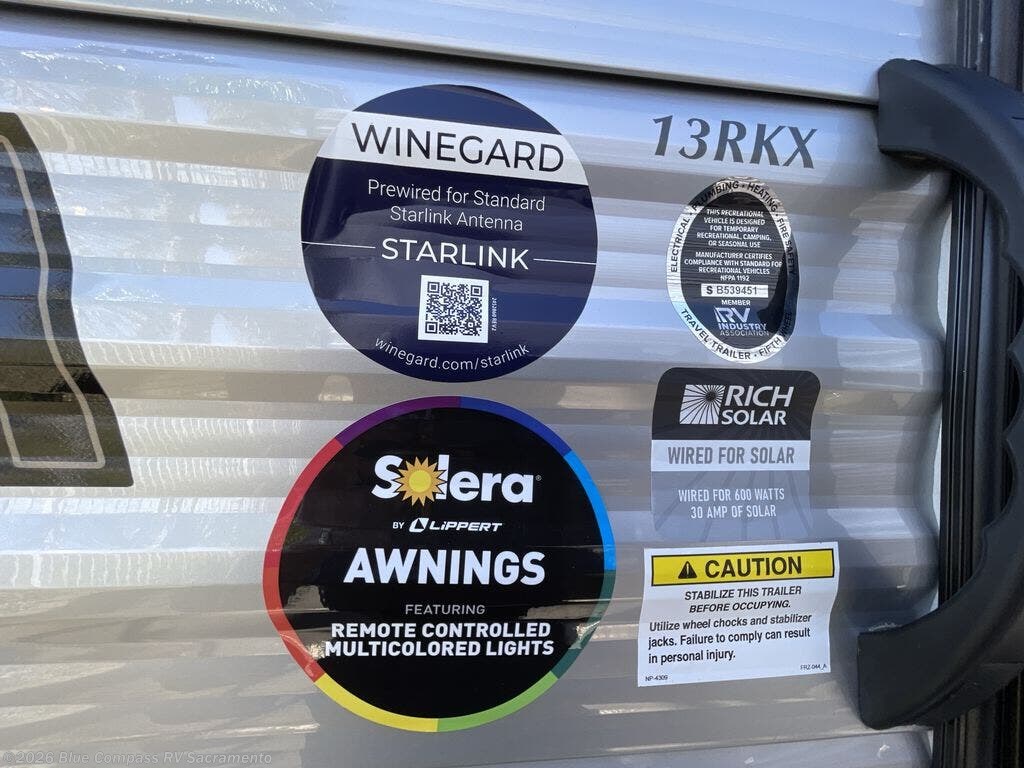 WINEGARD
Prewired for Standard
Starlink Antenna
STARLINK
winegard.com/starlink
13RKX
ELECTRICAL • PLUMBING • HEATING • FIRE SAFETY
THIS RECREATIONAL
VEHICLE IS DESIGNED
FOR TEMPORARY
RECREATIONAL, CAMPING,
OR SEASONAL USE
MANUFACTURER CERTIFIES
COMPLIANCE WITH STANDARD FOR
RECREATIONAL VEHICLES
NFPA 1192
S B539451
MEMBER
RV
INDUSTRY
ASSOCIATION
TRAVEL TRAILER • FIFTH
RICH
SOLAR
WIRED FOR SOLAR
WIRED FOR 600 WATTS
30 AMP OF SOLAR
Solera®
BY LIPPERT
AWNINGS
FEATURING
REMOTE CONTROLLED
MULTICOLORED LIGHTS
CAUTION
STABILIZE THIS TRAILER
BEFORE OCCUPYING.
Utilize wheel chocks and stabilizer
jacks. Failure to comply can result
in personal injury.
NP-4309
FRZ-044_A
©2026 Blue Compass RV Sacramento